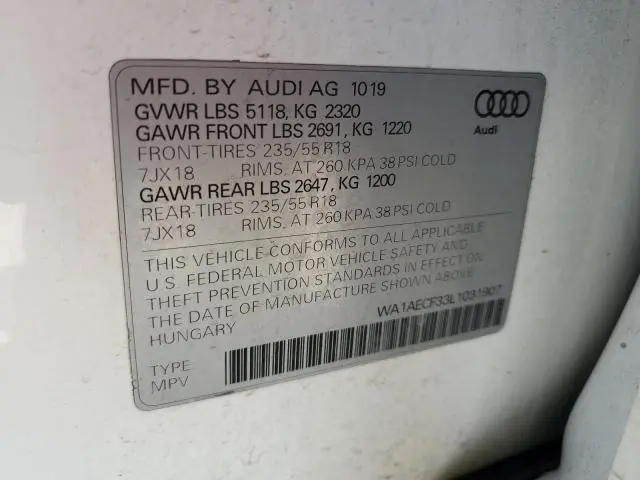 MFD. BY AUDI AG 1019
GVWR LBS 5118, KG 2320
GAWR FRONT LBS 2691, KG 1220
FRONT-TIRES 235/55 R18
7JX18 RIMS, AT 260 KPA 38 PSI COLD
GAWR REAR LBS 2647, KG 1200
REAR-TIRES 235/55 R18
7JX18 RIMS, AT 260 KPA 38 PSI COLD
Audi
THIS VEHICLE CONFORMS TO ALL APPLICABLE
U.S. FEDERAL MOTOR VEHICLE SAFETY AND
THEFT PREVENTION STANDARDS IN EFFECT ON
THE DATE OF MANUFACTURE SHOWN ABOVE.
HUNGARY
WA1AECF33L1031907
TYPE
MPV